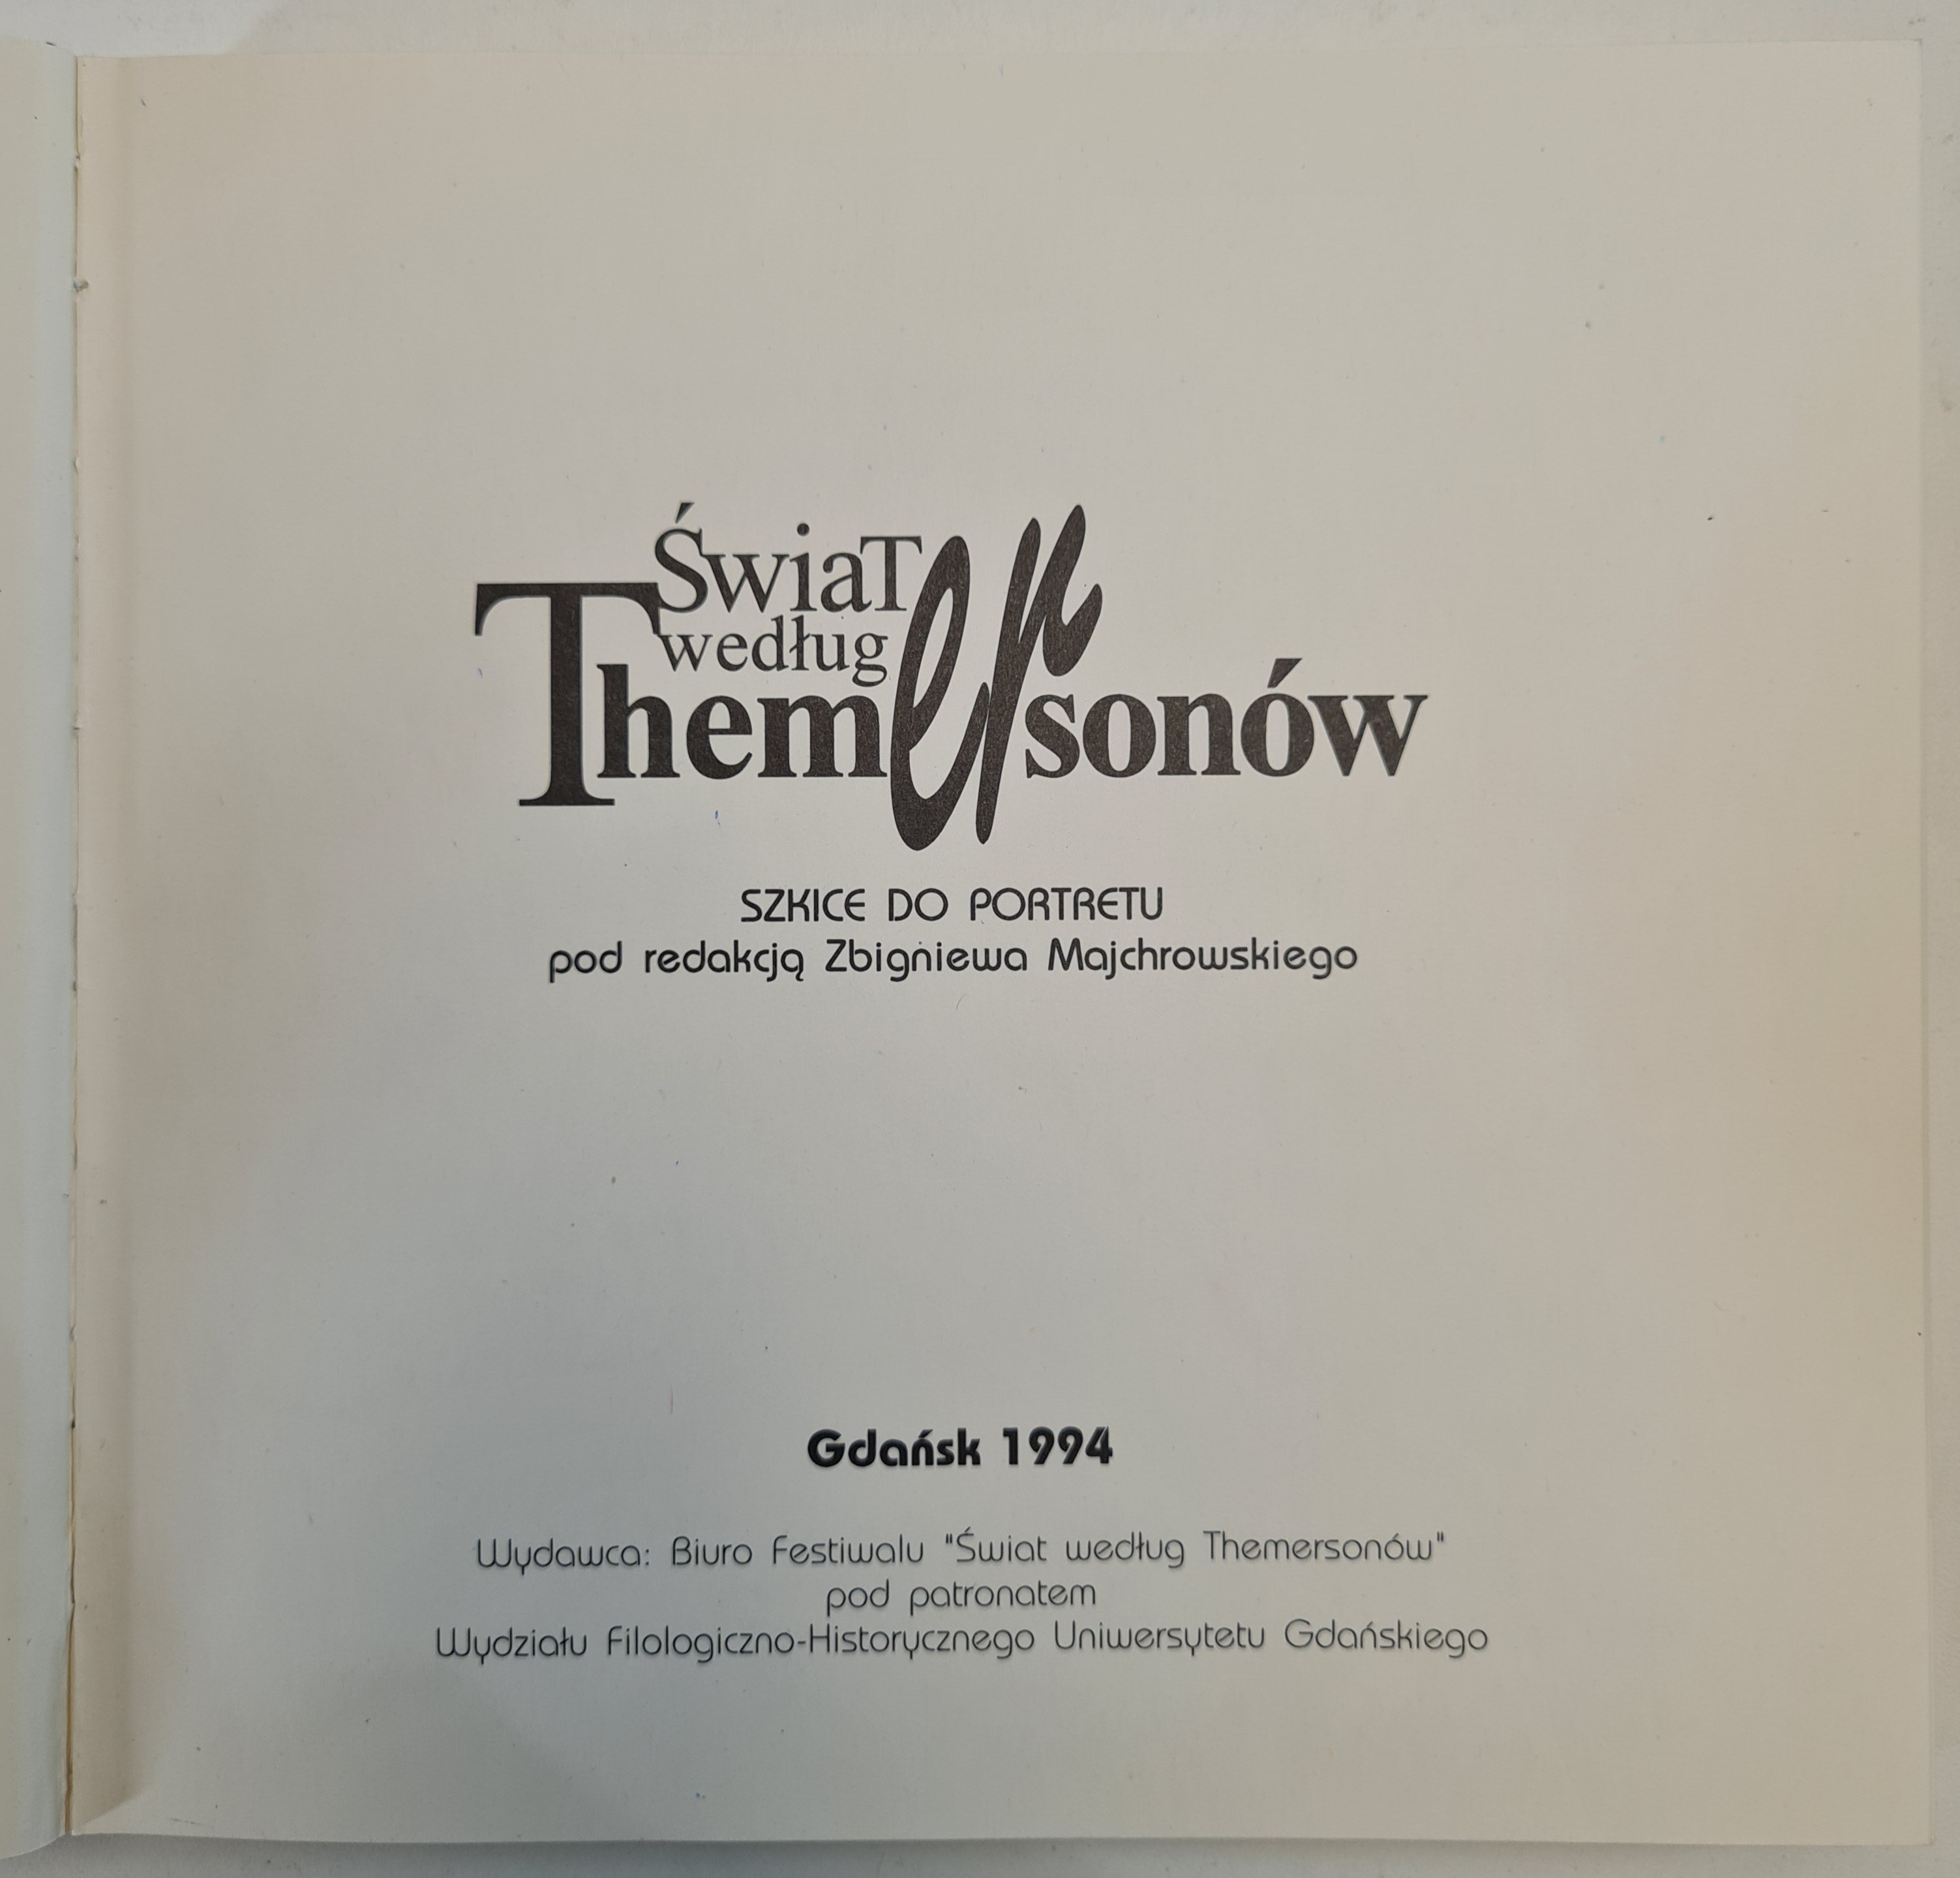 ŚwiaT
według
Themersonów
SZKICE DO PORTRETU
pod redakcją Zbigniewa Majchrowskiego
Gdańsk 1994
Wydawca: Biuro Festiwalu "Świat według Themersonów"
pod patronatem
Wydziału Filologiczno-Historycznego Uniwersytetu Gdańskiego